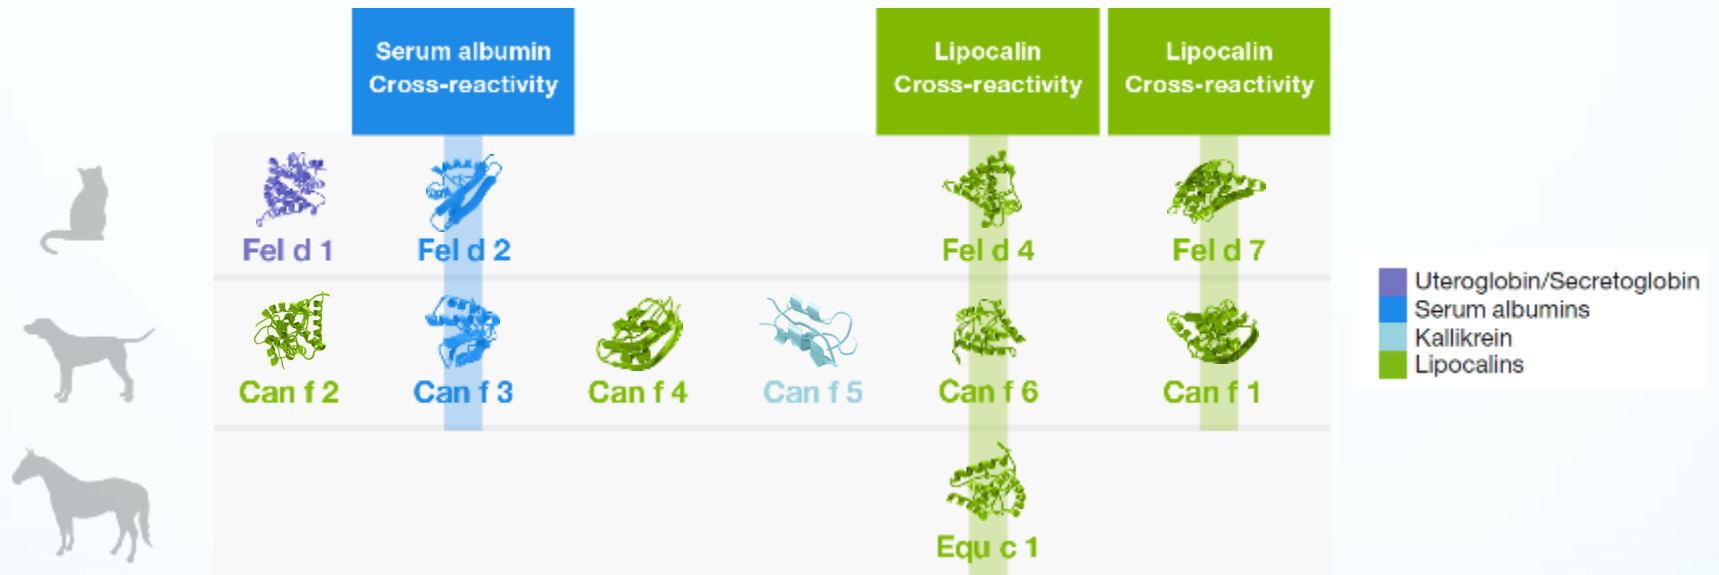 Serum albumin
Cross-reactivity
Lipocalin
Cross-reactivity
Lipocalin
Cross-reactivity
Fel d 1
Fel d 2
Fel d 4
Fel d 7
Can f 2
Can f 3
Can f 4
Can f 5
Can f 6
Can f 1
Equ c 1
Uteroglobin/Secretoglobin
Serum albumins
Kallikrein
Lipocalins